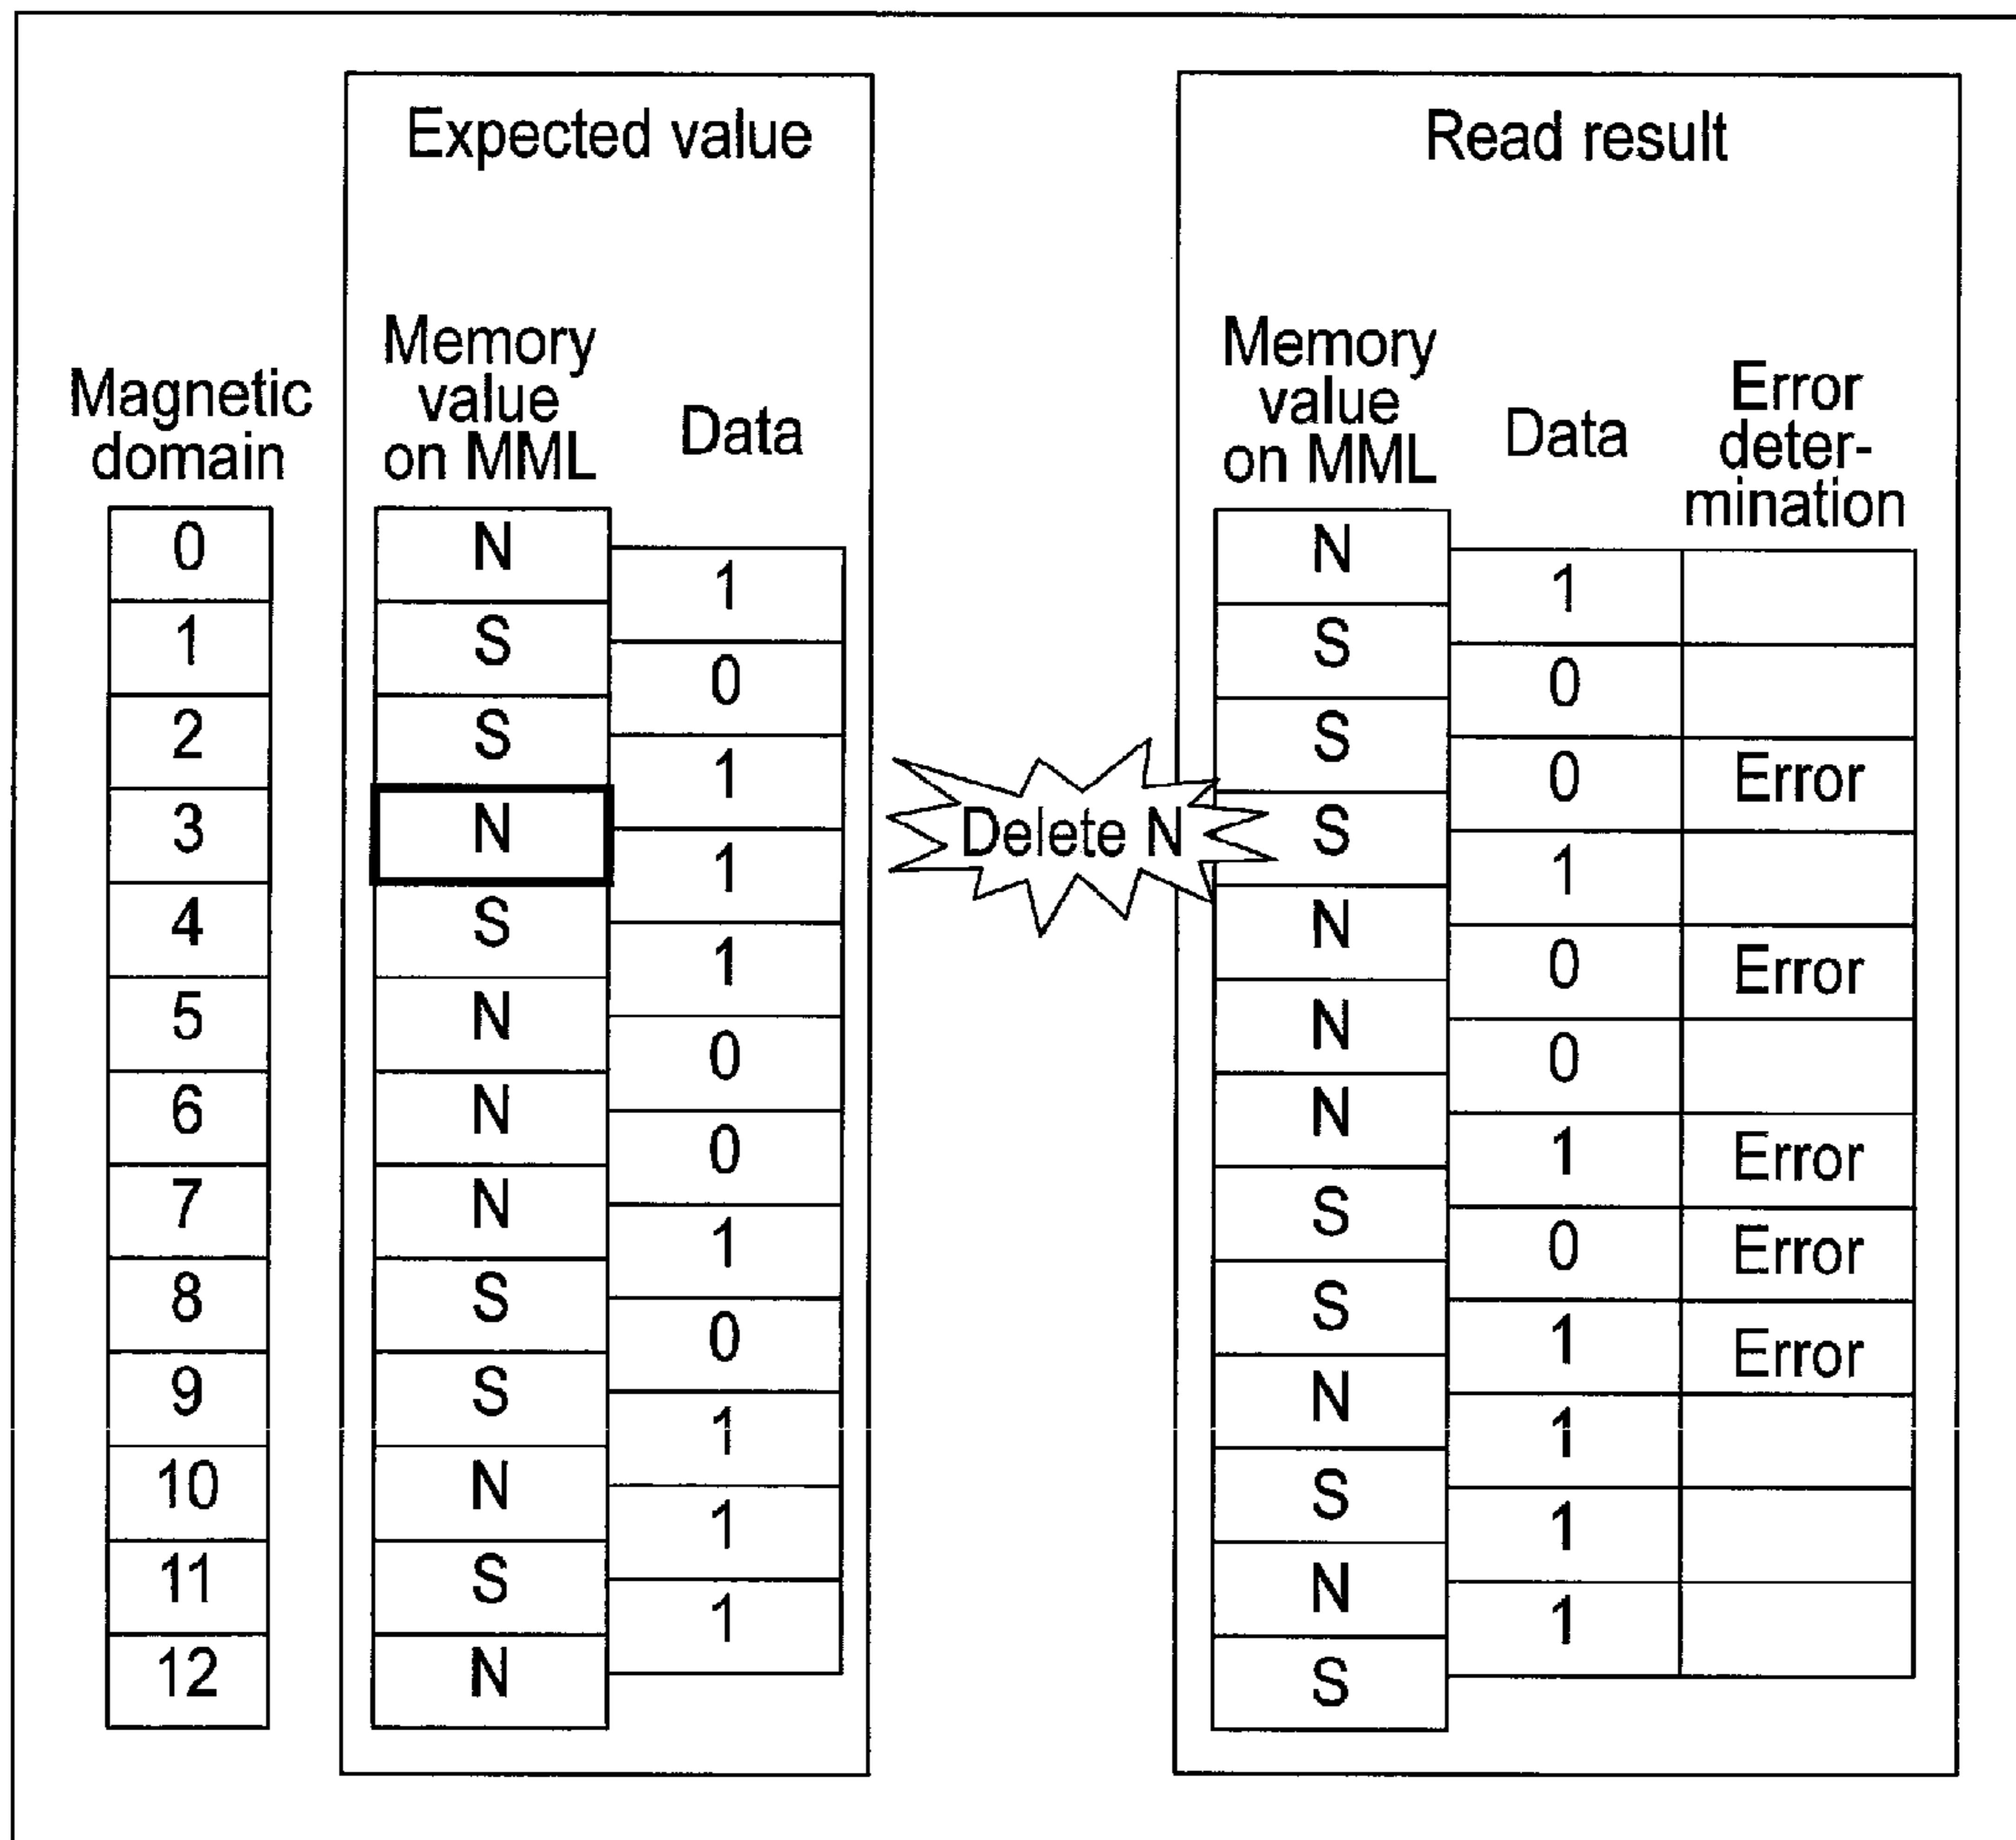 Expected value
Read result
Magnetic
domain
Memory
value
on MML
Data
Memory
value
on MML
Data
Error
deter-
mination
0 N N
1 1
1 S S
0 0
2 S S
1 0 Error
3 N Delete N S
1 1
4 S N
1 0 Error
5 N N
0 0
6 N N
0 1 Error
7 N S
1 0 Error
8 S S
0 1 Error
9 S N
1 1
10 N S
1 1
11 S N
1 1
12 N S